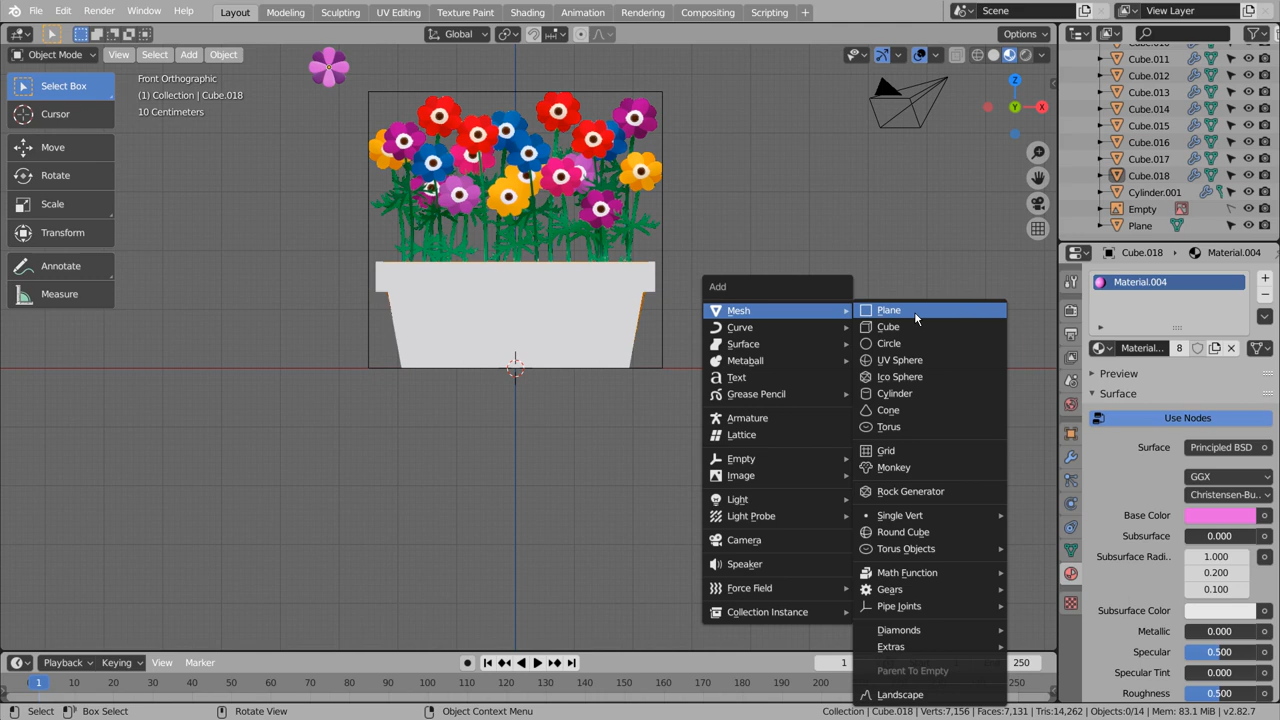 File Edit Render Window Help Layout Modeling Sculpting UV Editing Texture Paint Shading Animation Rendering Compositing Scripting + Scene View Layer
Global Options
Object Mode View Select Add Object
Select Box
Cursor
Move
Rotate
Scale
Transform
Annotate
Measure
Front Orthographic
(1) Collection | Cube.018
10 Centimeters
Z
Y
X
Add
Mesh
Curve
Surface
Metaball
Text
Grease Pencil
Armature
Lattice
Empty
Image
Light
Light Probe
Camera
Speaker
Force Field
Collection Instance
Plane
Cube
Circle
UV Sphere
Ico Sphere
Cylinder
Cone
Torus
Grid
Monkey
Rock Generator
Single Vert
Round Cube
Torus Objects
Math Function
Gears
Pipe Joints
Diamonds
Extras
Parent To Empty
Landscape
Cube.011
Cube.012
Cube.013
Cube.014
Cube.015
Cube.016
Cube.017
Cube.018
Cylinder.001
Empty
Plane
Cube.018 Material.004
Material.004
Material... 8
Preview
Surface
Use Nodes
Surface Principled BSD
GGX
Christensen-Bu..
Base Color
Subsurface 0.000
Subsurface Radi.. 1.000
0.200
0.100
Subsurface Color
Metallic 0.000
Specular 0.500
Specular Tint 0.000
Roughness 0.500
Playback Keying View Marker 1 250
1 10 20 30 40 50 60 70 80 90 100 110 120 130 140 150 160 170 180 190 200 250
Select Box Select Rotate View Object Context Menu Collection | Cube.018 | Verts:7,156 | Faces:7,131 | Tris:14,262 | Objects:0/14 | Mem: 83.1 MiB | v2.82.7